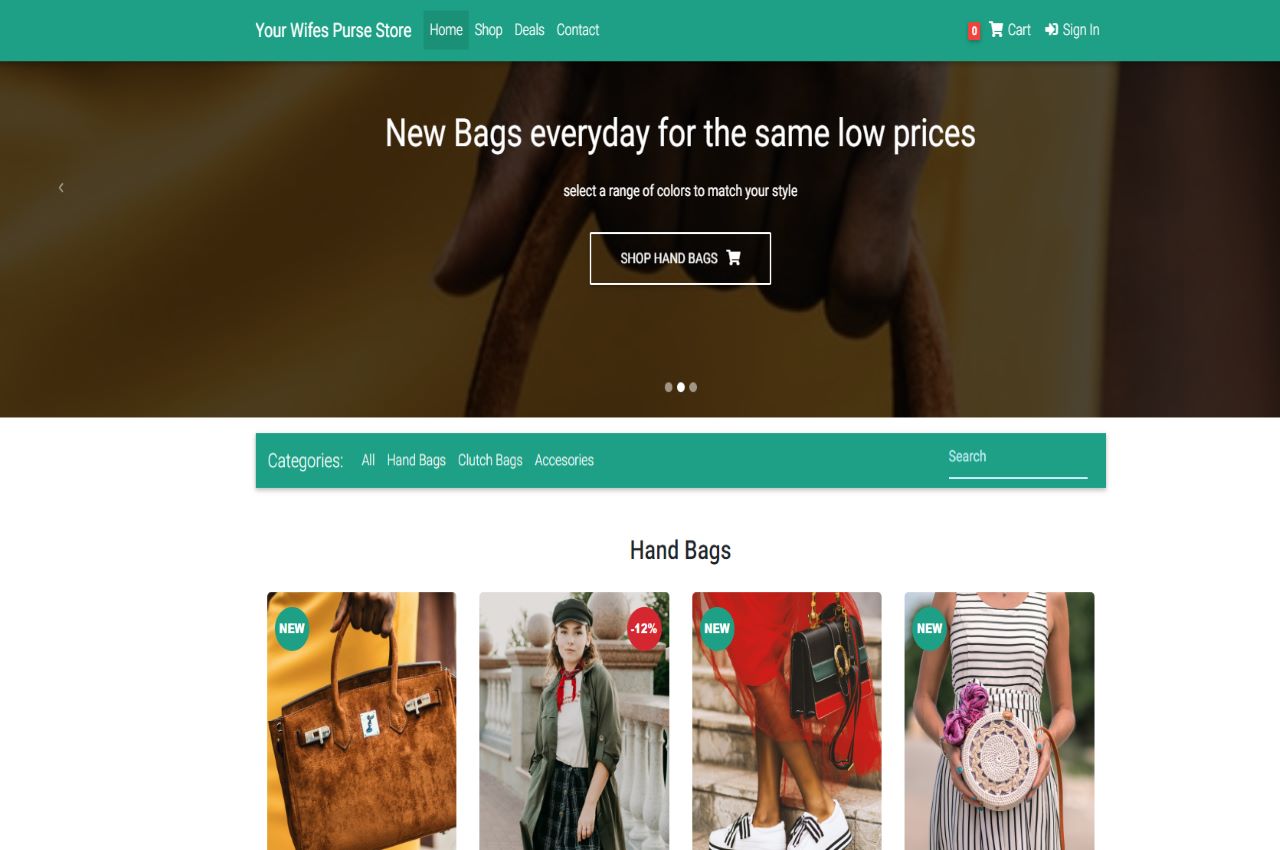 Your Wifes Purse Store Home Shop Deals Contact 0 Cart Sign In
New Bags everyday for the same low prices
select a range of colors to match your style
SHOP HAND BAGS
Categories: All Hand Bags Clutch Bags Accesories Search
Hand Bags
NEW -12% NEW NEW